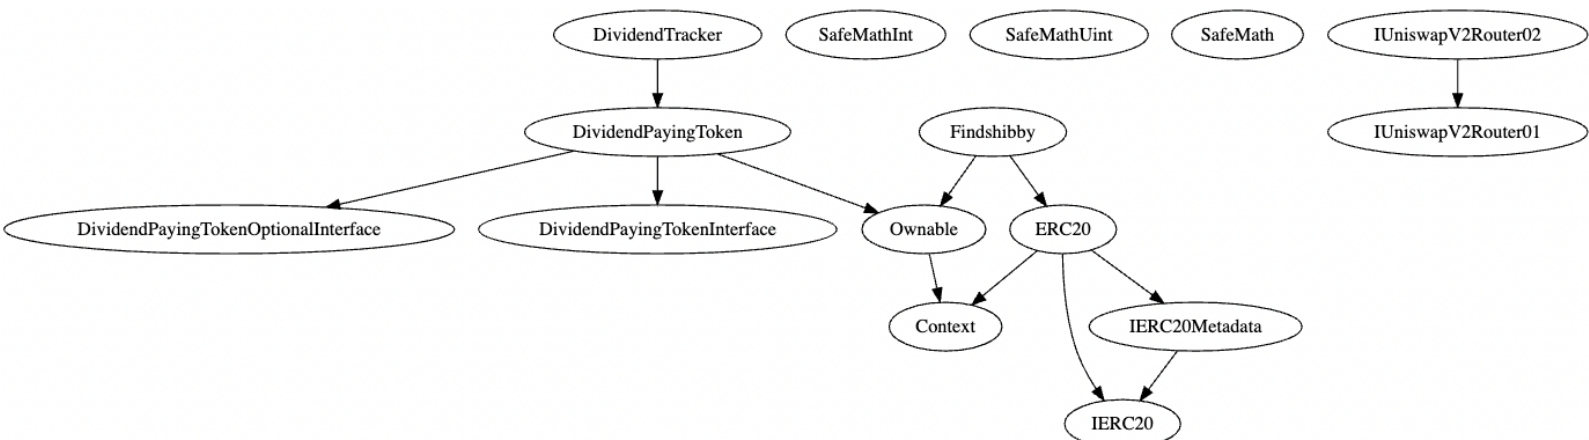 DividendTracker
SafeMathInt
SafeMathUint
SafeMath
IUniswapV2Router02
DividendPayingToken
Findshibby
IUniswapV2Router01
DividendPayingTokenOptionalInterface
DividendPayingTokenInterface
Ownable
ERC20
Context
IERC20Metadata
IERC20